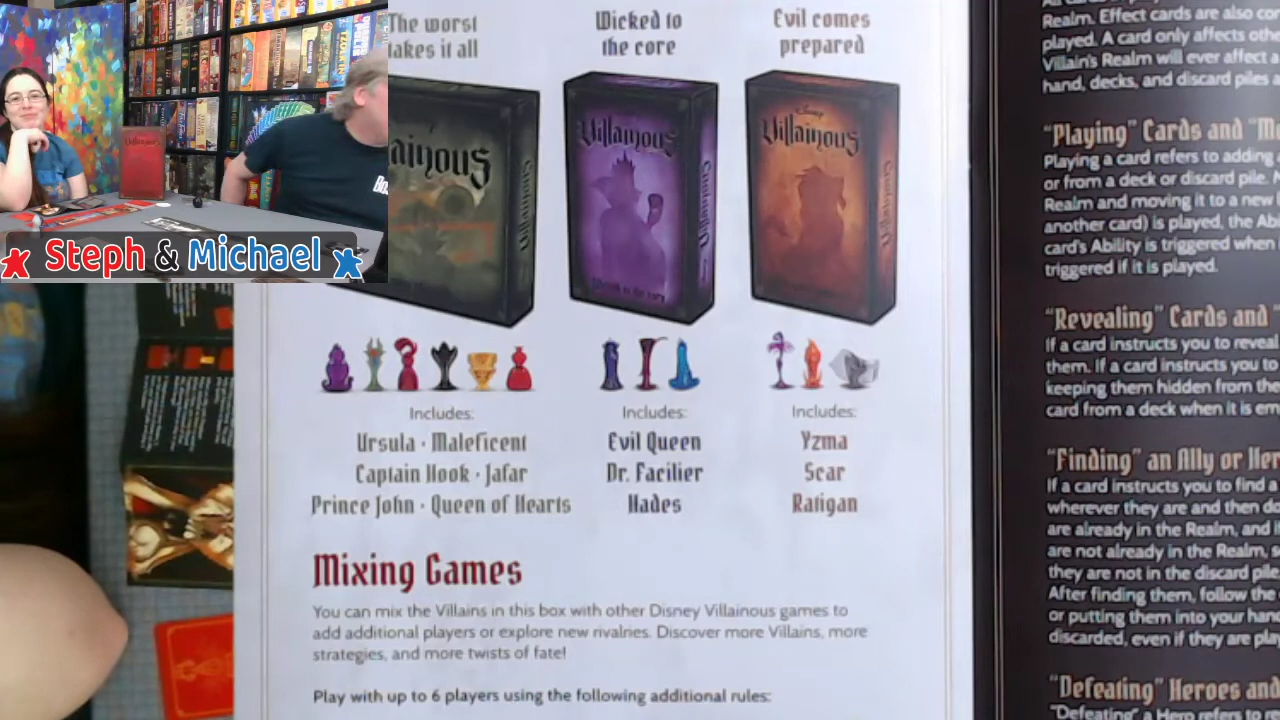 The worst
takes it all
Wicked to
the core
Evil comes
prepared
Villainous
Disney
Villainous
Villainous
Villainous
Steph & Michael
Includes:
Ursula · Maleficent
Captain Hook · Jafar
Prince John · Queen of Hearts
Includes:
Evil Queen
Dr. Facilier
Hades
Includes:
Yzma
Scar
Ratigan
Mixing Games
You can mix the Villains in this box with other Disney Villainous games to
add additional players or explore new rivalries. Discover more Villains, more
strategies, and more twists of fate!
Play with up to 6 players using the following additional rules:
Realm. Effect cards are also
played. A card only affects
Villain's Realm will ever affect a
hand, decks, and discard piles
"Playing" Cards and
Playing a card refers to adding
or from a deck or discard pile.
Realm and moving it to a new
another card) is played, the
card's Ability is triggered when
triggered if it is played.
"Revealing" Cards and
If a card instructs you to reveal
them. If a card instructs you to
keeping them hidden from the
card from a deck when it is
"Finding" an Ally or
If a card instructs you to find a
wherever they are and then
are already in the Realm, and
are not already in the Realm,
they are not in the discard pile
After finding them, follow the
or putting them into your
discarded, even if they are
"Defeating" Heroes and
"Defeating" a Hero refers to